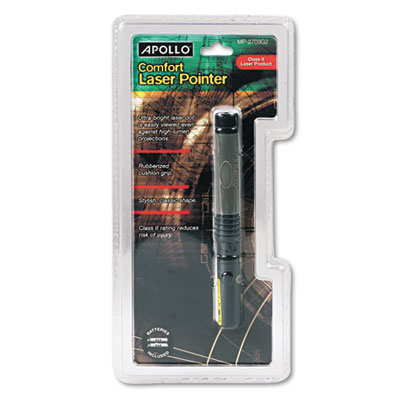 APOLLO
MP-2703G2
Comfort
Laser Pointer
Class II
Laser Product
Ultra bright laser dot
is easily viewed even
against high lumen
projections.
Rubberized
cushion grip.
Stylish, classic shape.
Class II rating reduces
risk of injury.
BATTERIES
INCLUDED